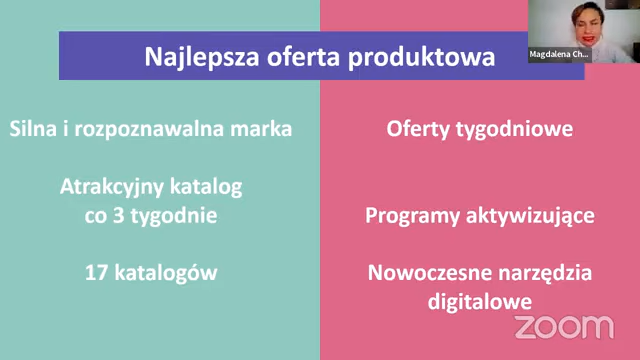 Najlepsza oferta produktowa
Magdalena Ch...
Silna i rozpoznawalna marka
Atrakcyjny katalog
co 3 tygodnie
17 katalogów
Oferty tygodniowe
Programy aktywizujące
Nowoczesne narzędzia
digitalowe
zoom